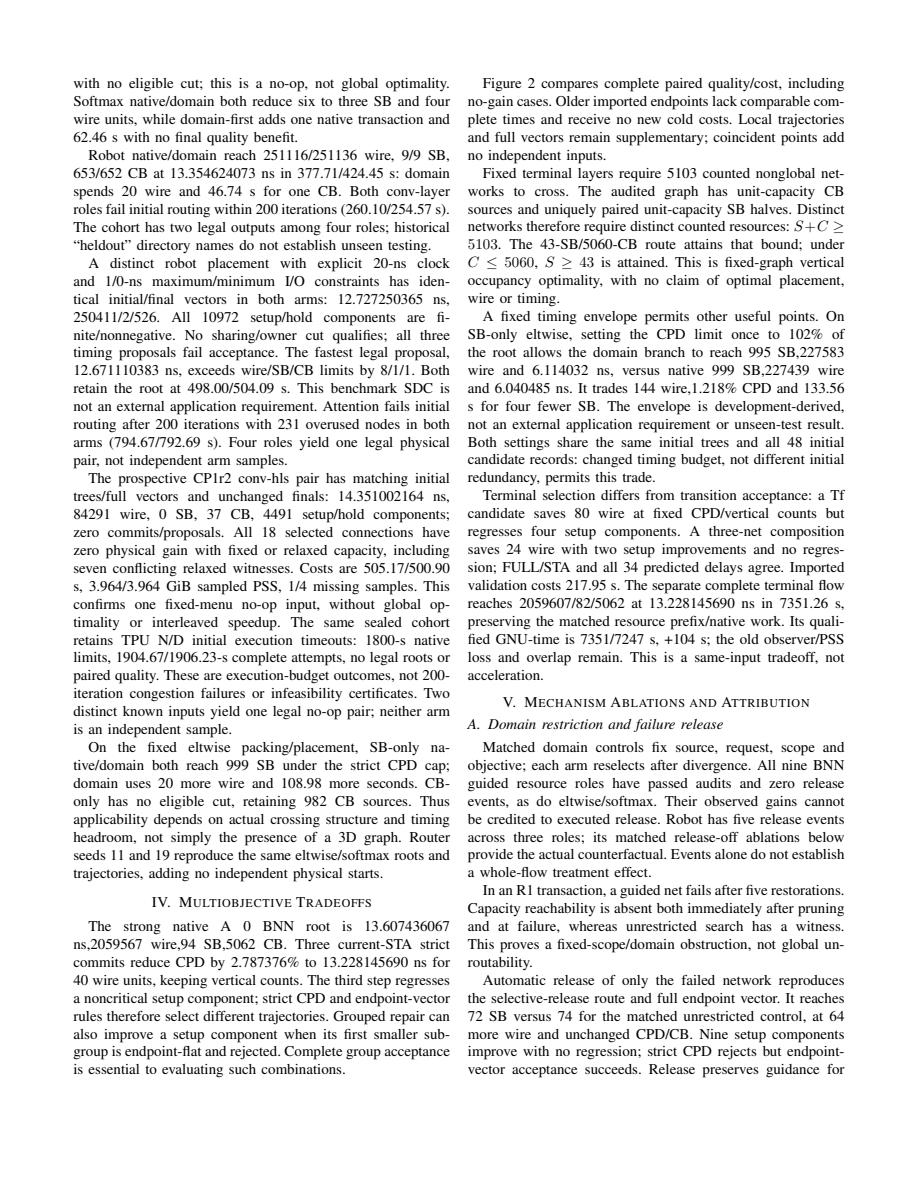 with no eligible cut; this is a no-op, not global optimality.
Softmax native/domain both reduce six to three SB and four
wire units, while domain-first adds one native transaction and
62.46 s with no final quality benefit.
Robot native/domain reach 251116/251136 wire, 9/9 SB,
653/652 CB at 13.354624073 ns in 377.71/424.45 s: domain
spends 20 wire and 46.74 s for one CB. Both conv-layer
roles fail initial routing within 200 iterations (260.10/254.57 s).
The cohort has two legal outputs among four roles; historical
“heldout” directory names do not establish unseen testing.
A distinct robot placement with explicit 20-ns clock
and 1/0-ns maximum/minimum I/O constraints has iden-
tical initial/final vectors in both arms: 12.727250365 ns,
250411/2/526. All 10972 setup/hold components are fi-
nite/nonnegative. No sharing/owner cut qualifies; all three
timing proposals fail acceptance. The fastest legal proposal,
12.671110383 ns, exceeds wire/SB/CB limits by 8/1/1. Both
retain the root at 498.00/504.09 s. This benchmark SDC is
not an external application requirement. Attention fails initial
routing after 200 iterations with 231 overused nodes in both
arms (794.67/792.69 s). Four roles yield one legal physical
pair, not independent arm samples.
The prospective CP1r2 conv-hls pair has matching initial
trees/full vectors and unchanged finals: 14.351002164 ns,
84291 wire, 0 SB, 37 CB, 4491 setup/hold components;
zero commits/proposals. All 18 selected connections have
zero physical gain with fixed or relaxed capacity, including
seven conflicting relaxed witnesses. Costs are 505.17/500.90
s, 3.964/3.964 GiB sampled PSS, 1/4 missing samples. This
confirms one fixed-menu no-op input, without global op-
timality or interleaved speedup. The same sealed cohort
retains TPU N/D initial execution timeouts: 1800-s native
limits, 1904.67/1906.23-s complete attempts, no legal roots or
paired quality. These are execution-budget outcomes, not 200-
iteration congestion failures or infeasibility certificates. Two
distinct known inputs yield one legal no-op pair; neither arm
is an independent sample.
On the fixed eltwise packing/placement, SB-only na-
tive/domain both reach 999 SB under the strict CPD cap;
domain uses 20 more wire and 108.98 more seconds. CB-
only has no eligible cut, retaining 982 CB sources. Thus
applicability depends on actual crossing structure and timing
headroom, not simply the presence of a 3D graph. Router
seeds 11 and 19 reproduce the same eltwise/softmax roots and
trajectories, adding no independent physical starts.
IV. MULTIOBJECTIVE TRADEOFFS
The strong native A 0 BNN root is 13.607436067
ns,2059567 wire,94 SB,5062 CB. Three current-STA strict
commits reduce CPD by 2.787376% to 13.228145690 ns for
40 wire units, keeping vertical counts. The third step regresses
a noncritical setup component; strict CPD and endpoint-vector
rules therefore select different trajectories. Grouped repair can
also improve a setup component when its first smaller sub-
group is endpoint-flat and rejected. Complete group acceptance
is essential to evaluating such combinations.
Figure 2 compares complete paired quality/cost, including
no-gain cases. Older imported endpoints lack comparable com-
plete times and receive no new cold costs. Local trajectories
and full vectors remain supplementary; coincident points add
no independent inputs.
Fixed terminal layers require 5103 counted nonglobal net-
works to cross. The audited graph has unit-capacity CB
sources and uniquely paired unit-capacity SB halves. Distinct
networks therefore require distinct counted resources: S+C ≥
5103. The 43-SB/5060-CB route attains that bound; under
C ≤ 5060, S ≥ 43 is attained. This is fixed-graph vertical
occupancy optimality, with no claim of optimal placement,
wire or timing.
A fixed timing envelope permits other useful points. On
SB-only eltwise, setting the CPD limit once to 102% of
the root allows the domain branch to reach 995 SB,227583
wire and 6.114032 ns, versus native 999 SB,227439 wire
and 6.040485 ns. It trades 144 wire,1.218% CPD and 133.56
s for four fewer SB. The envelope is development-derived,
not an external application requirement or unseen-test result.
Both settings share the same initial trees and all 48 initial
candidate records: changed timing budget, not different initial
redundancy, permits this trade.
Terminal selection differs from transition acceptance: a Tf
candidate saves 80 wire at fixed CPD/vertical counts but
regresses four setup components. A three-net composition
saves 24 wire with two setup improvements and no regres-
sion; FULL/STA and all 34 predicted delays agree. Imported
validation costs 217.95 s. The separate complete terminal flow
reaches 2059607/82/5062 at 13.228145690 ns in 7351.26 s,
preserving the matched resource prefix/native work. Its quali-
fied GNU-time is 7351/7247 s, +104 s; the old observer/PSS
loss and overlap remain. This is a same-input tradeoff, not
acceleration.
V. MECHANISM ABLATIONS AND ATTRIBUTION
A. Domain restriction and failure release
Matched domain controls fix source, request, scope and
objective; each arm reselects after divergence. All nine BNN
guided resource roles have passed audits and zero release
events, as do eltwise/softmax. Their observed gains cannot
be credited to executed release. Robot has five release events
across three roles; its matched release-off ablations below
provide the actual counterfactual. Events alone do not establish
a whole-flow treatment effect.
In an R1 transaction, a guided net fails after five restorations.
Capacity reachability is absent both immediately after pruning
and at failure, whereas unrestricted search has a witness.
This proves a fixed-scope/domain obstruction, not global un-
routability.
Automatic release of only the failed network reproduces
the selective-release route and full endpoint vector. It reaches
72 SB versus 74 for the matched unrestricted control, at 64
more wire and unchanged CPD/CB. Nine setup components
improve with no regression; strict CPD rejects but endpoint-
vector acceptance succeeds. Release preserves guidance for